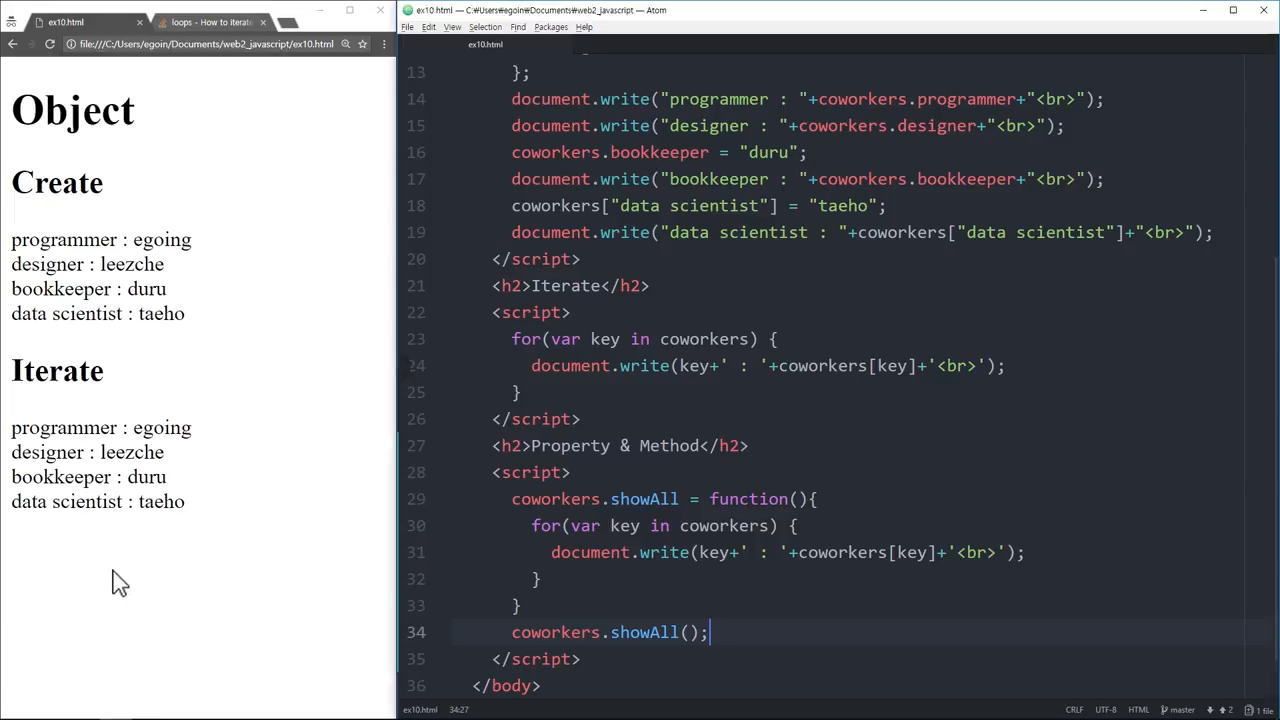 ex10.html
loops - How to iterate
file:///C:/Users/egoin/Documents/web2_javascript/ex10.html
Object
Create
programmer : egoing
designer : leezche
bookkeeper : duru
data scientist : taeho
Iterate
programmer : egoing
designer : leezche
bookkeeper : duru
data scientist : taeho
ex10.html — C:₩Users₩egoin₩Documents₩web2_javascript — Atom
File Edit View Selection Find Packages Help
ex10.html
13 };
14 document.write("programmer : "+coworkers.programmer+"<br>");
15 document.write("designer : "+coworkers.designer+"<br>");
16 coworkers.bookkeeper = "duru";
17 document.write("bookkeeper : "+coworkers.bookkeeper+"<br>");
18 coworkers["data scientist"] = "taeho";
19 document.write("data scientist : "+coworkers["data scientist"]+"<br>");
20 </script>
21 <h2>Iterate</h2>
22 <script>
23 for(var key in coworkers) {
24 document.write(key+' : '+coworkers[key]+'<br>');
25 }
26 </script>
27 <h2>Property & Method</h2>
28 <script>
29 coworkers.showAll = function(){
30 for(var key in coworkers) {
31 document.write(key+' : '+coworkers[key]+'<br>');
32 }
33 }
34 coworkers.showAll();
35 </script>
36 </body>
ex10.html 34:27 CRLF UTF-8 HTML master 2 1 file